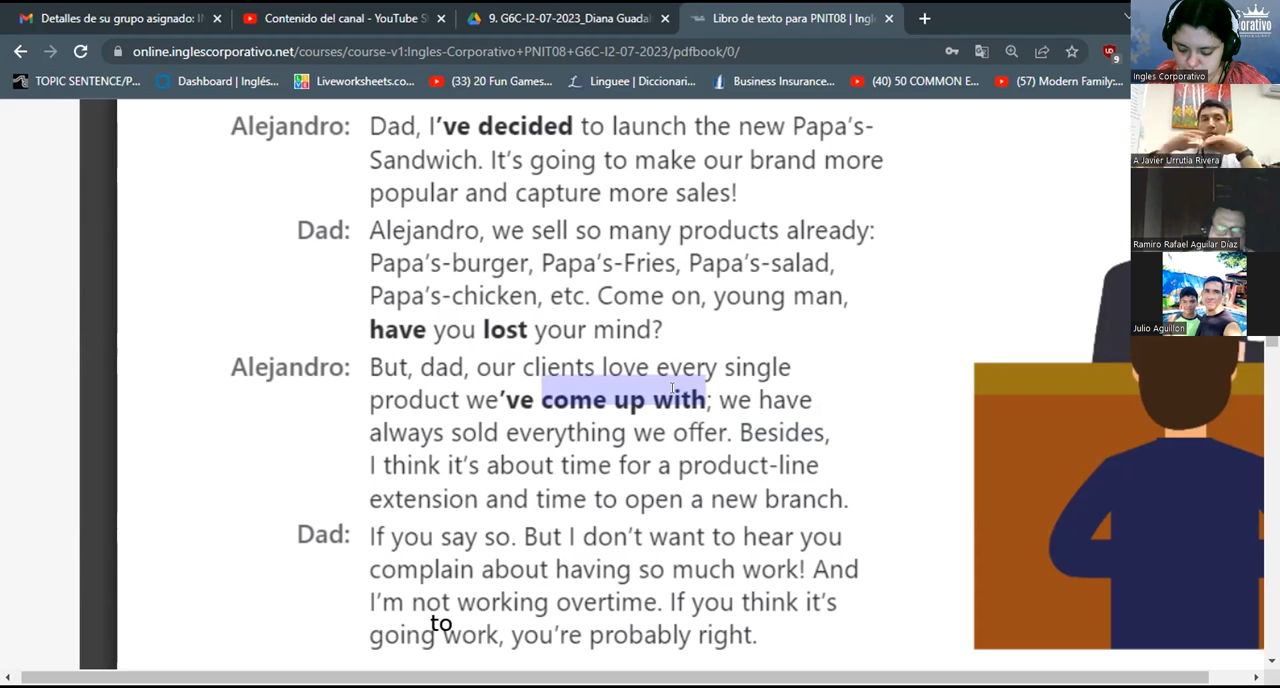 Detalles de su grupo asignado: I
Contenido del canal - YouTube S
9. G6C-I2-07-2023_Diana Guadal
Libro de texto para PNIT08 | Ingl
online.inglescorporativo.net/courses/course-v1:Ingles-Corporativo+PNIT08+G6C-I2-07-2023/pdfbook/0/
TOPIC SENTENCE/P...
Dashboard | Inglés...
Liveworksheets.co...
(33) 20 Fun Games...
Linguee | Diccionari...
Business Insurance...
(40) 50 COMMON E...
(57) Modern Family:...
9
orativo
Ingles Corporativo
A Javier Urrutia Rivera
Ramiro Rafael Aguilar Díaz
Julio Aguillon
Alejandro: Dad, I've decided to launch the new Papa's-
Sandwich. It's going to make our brand more
popular and capture more sales!
Dad: Alejandro, we sell so many products already:
Papa's-burger, Papa's-Fries, Papa's-salad,
Papa's-chicken, etc. Come on, young man,
have you lost your mind?
Alejandro: But, dad, our clients love every single
product we've come up with; we have
always sold everything we offer. Besides,
I think it's about time for a product-line
extension and time to open a new branch.
Dad: If you say so. But I don't want to hear you
complain about having so much work! And
I'm not working overtime. If you think it's
going to work, you're probably right.